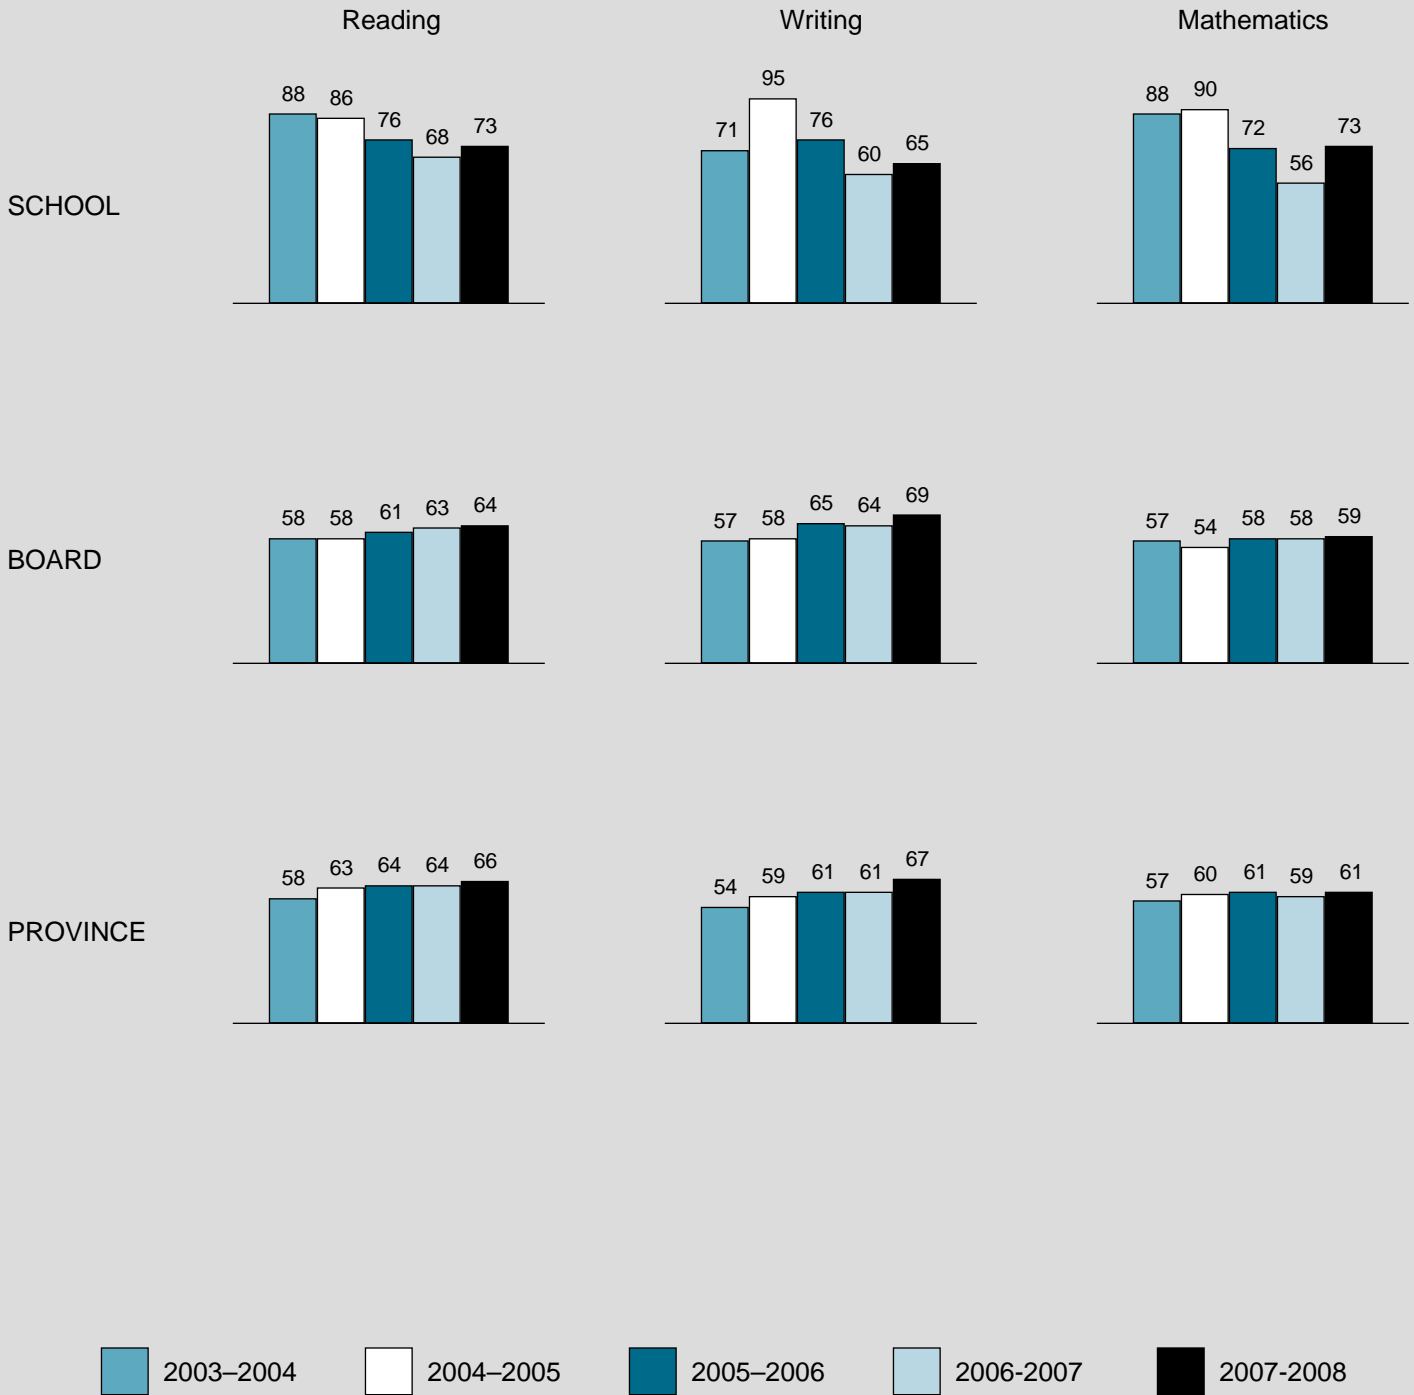 Reading Writing Mathematics
SCHOOL
88 86 76 68 73
71 95 76 60 65
88 90 72 56 73
BOARD
58 58 61 63 64
57 58 65 64 69
57 54 58 58 59
PROVINCE
58 63 64 64 66
54 59 61 61 67
57 60 61 59 61
2003–2004 2004–2005 2005–2006 2006-2007 2007-2008